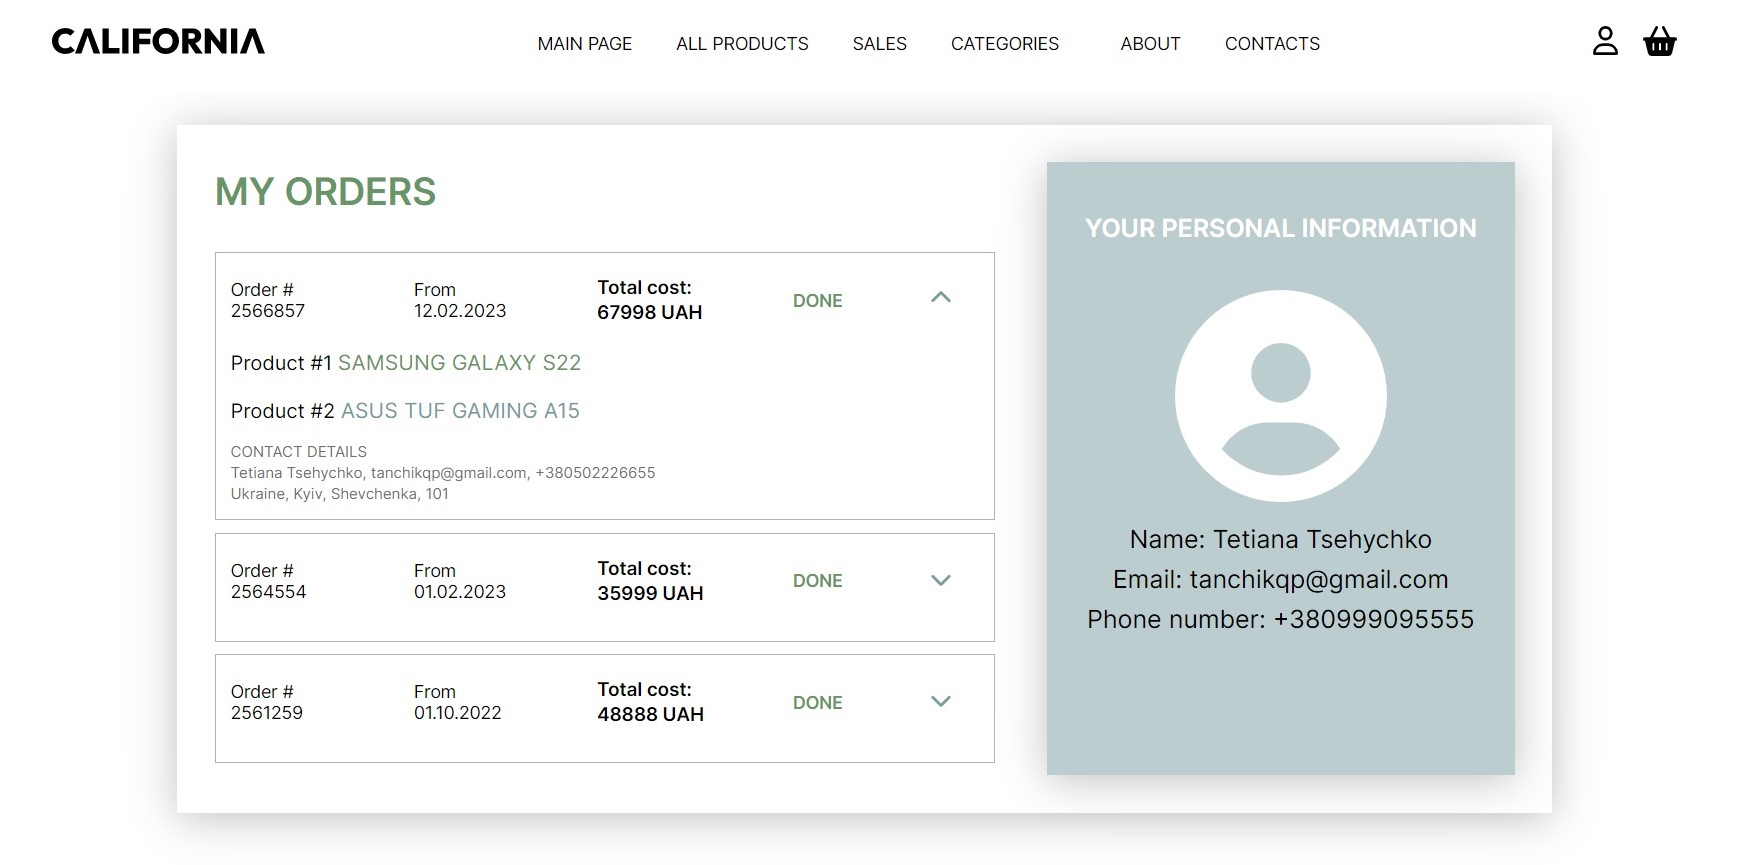 CALIFORNIA
MAIN PAGE
ALL PRODUCTS
SALES
CATEGORIES
ABOUT
CONTACTS
MY ORDERS
Order #
2566857
From
12.02.2023
Total cost:
67998 UAH
DONE
Product #1 SAMSUNG GALAXY S22
Product #2 ASUS TUF GAMING A15
CONTACT DETAILS
Tetiana Tsehychko, tanchikqp@gmail.com, +380502226655
Ukraine, Kyiv, Shevchenka, 101
Order #
2564554
From
01.02.2023
Total cost:
35999 UAH
DONE
Order #
2561259
From
01.10.2022
Total cost:
48888 UAH
DONE
YOUR PERSONAL INFORMATION
Name: Tetiana Tsehychko
Email: tanchikqp@gmail.com
Phone number: +380999095555